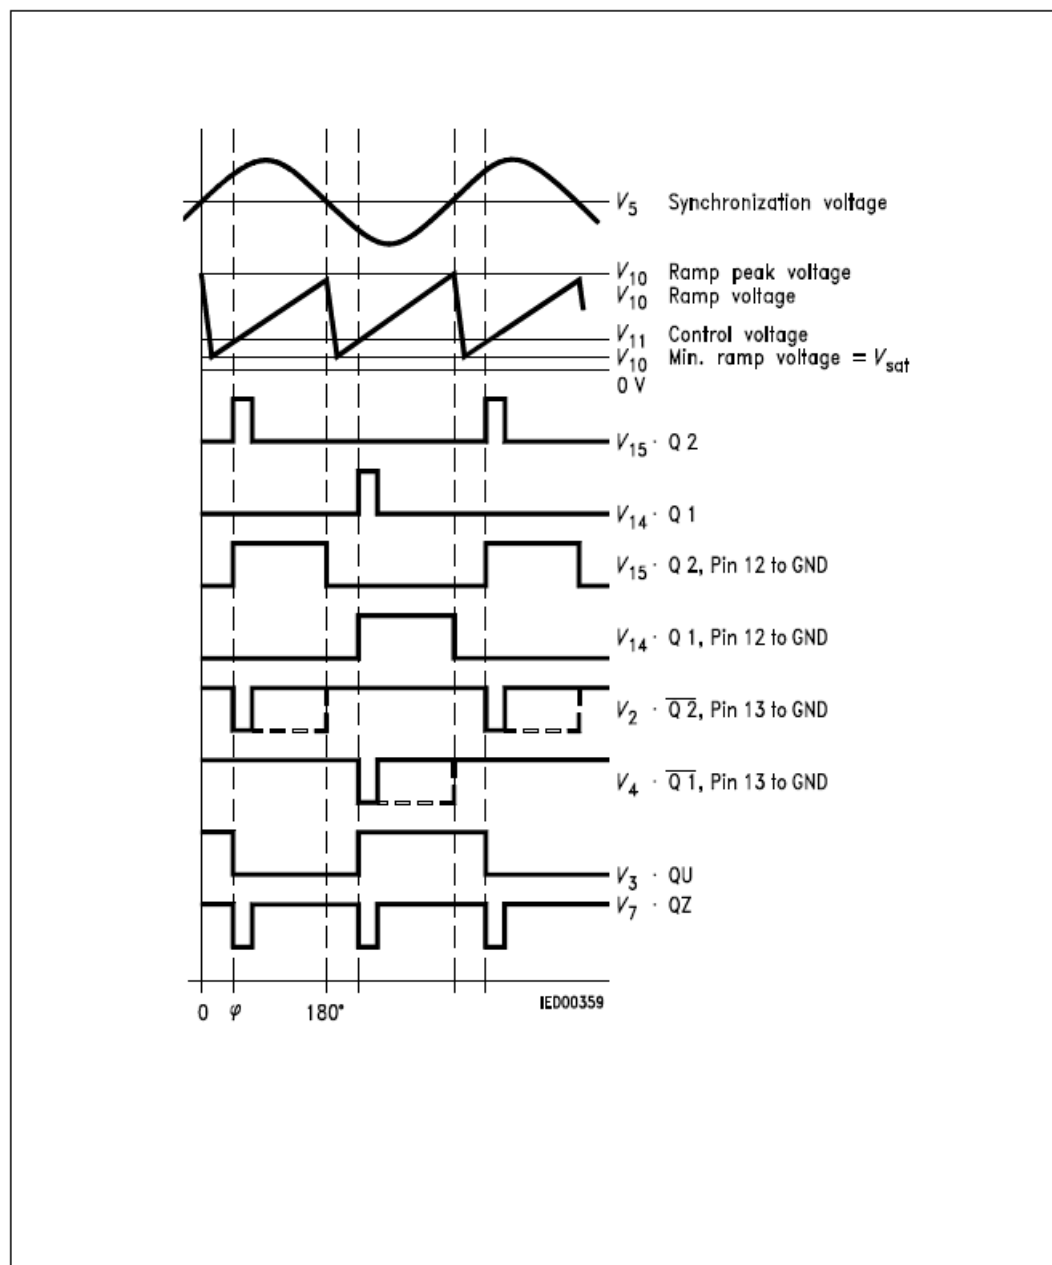 V5 Synchronization voltage
V10 Ramp peak voltage
V10 Ramp voltage
V11 Control voltage
V10 Min. ramp voltage = Vsat
0 V
V15 · Q 2
V14 · Q 1
V15 · Q 2, Pin 12 to GND
V14 · Q 1, Pin 12 to GND
V2 · Q̅ ̅2̅, Pin 13 to GND
V4 · Q̅ ̅1̅, Pin 13 to GND
V3 · QU
V7 · QZ
IED00359
0 φ 180°